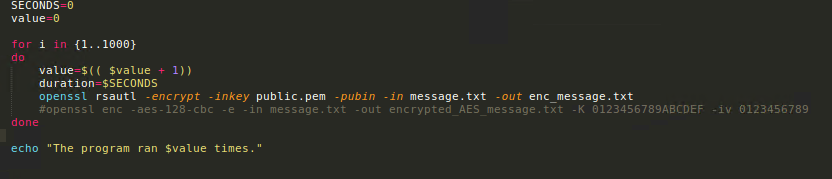 SECONDS=0
value=0
for i in {1..1000}
do
value=$(( $value + 1))
duration=$SECONDS
openssl rsautl -encrypt -inkey public.pem -pubin -in message.txt -out enc_message.txt
#openssl enc -aes-128-cbc -e -in message.txt -out encrypted_AES_message.txt -K 0123456789ABCDEF -iv 0123456789
done
echo "The program ran $value times."